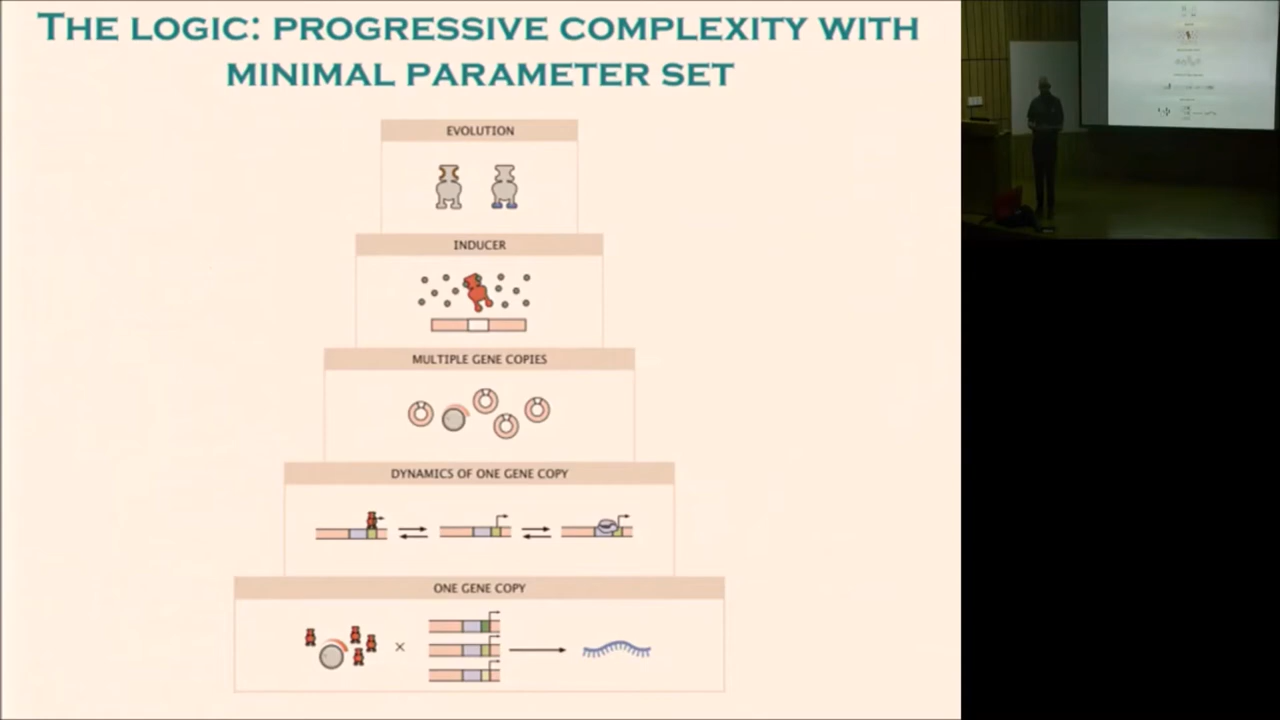 THE LOGIC: PROGRESSIVE COMPLEXITY WITH
MINIMAL PARAMETER SET
EVOLUTION
INDUCER
MULTIPLE GENE COPIES
DYNAMICS OF ONE GENE COPY
ONE GENE COPY
×